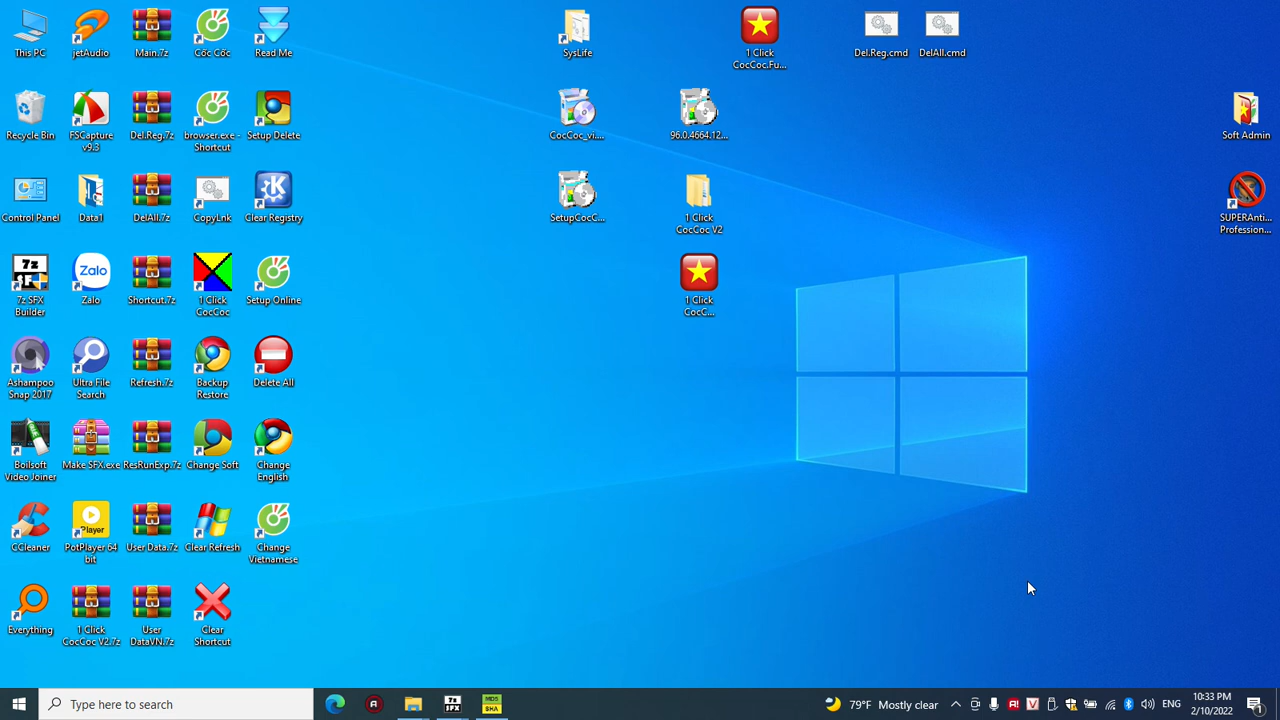 This PC
jetAudio
Main.7z
Cốc Cốc
Read Me
Recycle Bin
FSCapture
v9.3
Del.Reg.7z
browser.exe -
Shortcut
Setup Delete
Control Panel
Data1
DelAll.7z
CopyLnk
Clear Registry
7z SFX
Builder
Zalo
Shortcut.7z
1 Click
CocCoc
Setup Online
Ashampoo
Snap 2017
Ultra File
Search
Refresh.7z
Backup
Restore
Delete All
Boilsoft
Video Joiner
Make SFX.exe
ResRunExp.7z
Change Soft
Change
English
CCleaner
PotPlayer 64
bit
User Data.7z
Clear Refresh
Change
Vietnamese
Everything
1 Click
CocCoc V2.7z
User
DataVN.7z
Clear
Shortcut
SysLife
1 Click
CocCoc.Fu...
Del.Reg.cmd
DelAll.cmd
CocCoc_vi....
96.0.4664.12...
Soft Admin
SetupCocC...
1 Click
CocCoc V2
SUPERAnti...
Profession...
1 Click
CocC...
Type here to search
79°F Mostly clear
ENG
10:33 PM
2/10/2022